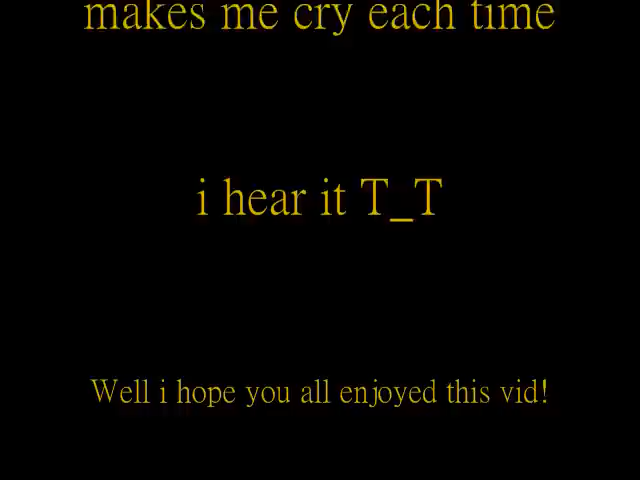 makes me cry each time
i hear it T_T
Well i hope you all enjoyed this vid!